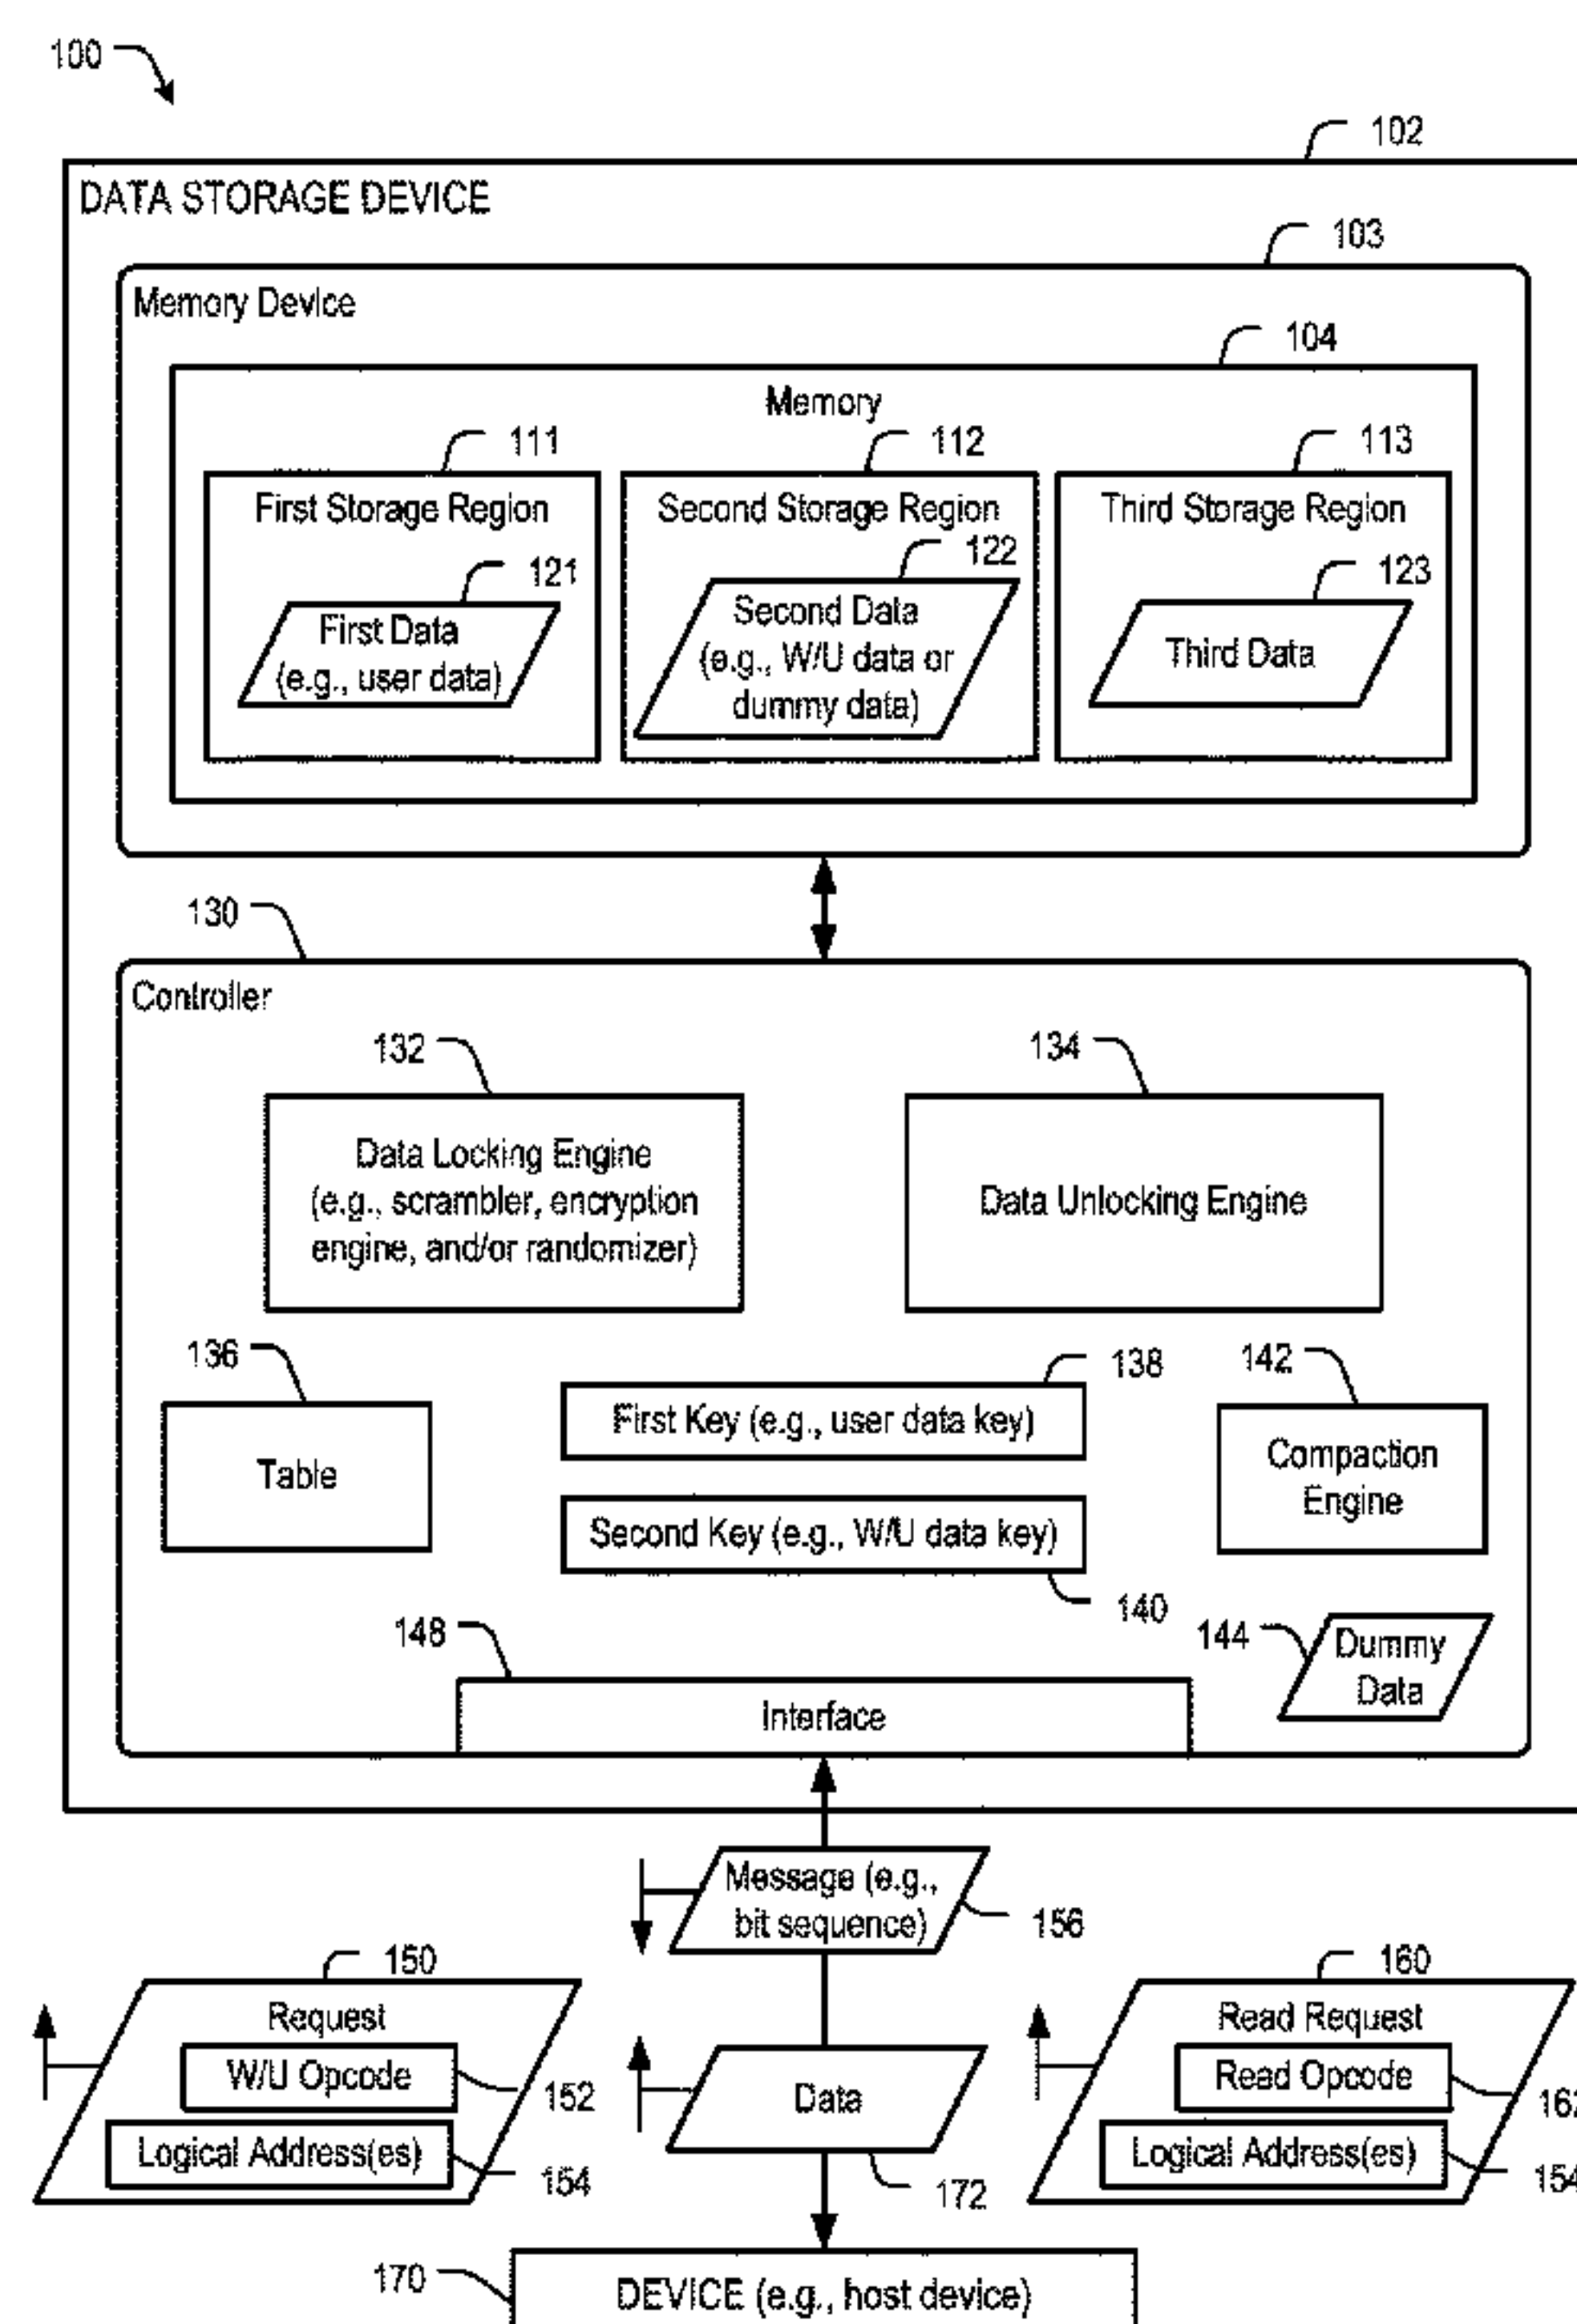 100
102
DATA STORAGE DEVICE
103
Memory Device
104
Memory
111
112
113
First Storage Region
Second Storage Region
Third Storage Region
121
122
123
First Data
(e.g., user data)
Second Data
(e.g., W/U data or
dummy data)
Third Data
130
Controller
132
134
Data Locking Engine
(e.g., scrambler, encryption
engine, and/or randomizer)
Data Unlocking Engine
136
138
142
Table
First Key (e.g., user data key)
Compaction
Engine
Second Key (e.g., W/U data key)
140
148
144
Dummy
Data
Interface
Message (e.g.,
bit sequence)
156
150
160
Request
W/U Opcode
152
Logical Address(es)
154
Data
172
Read Request
Read Opcode
162
Logical Address(es)
154
170
DEVICE (e.g., host device)